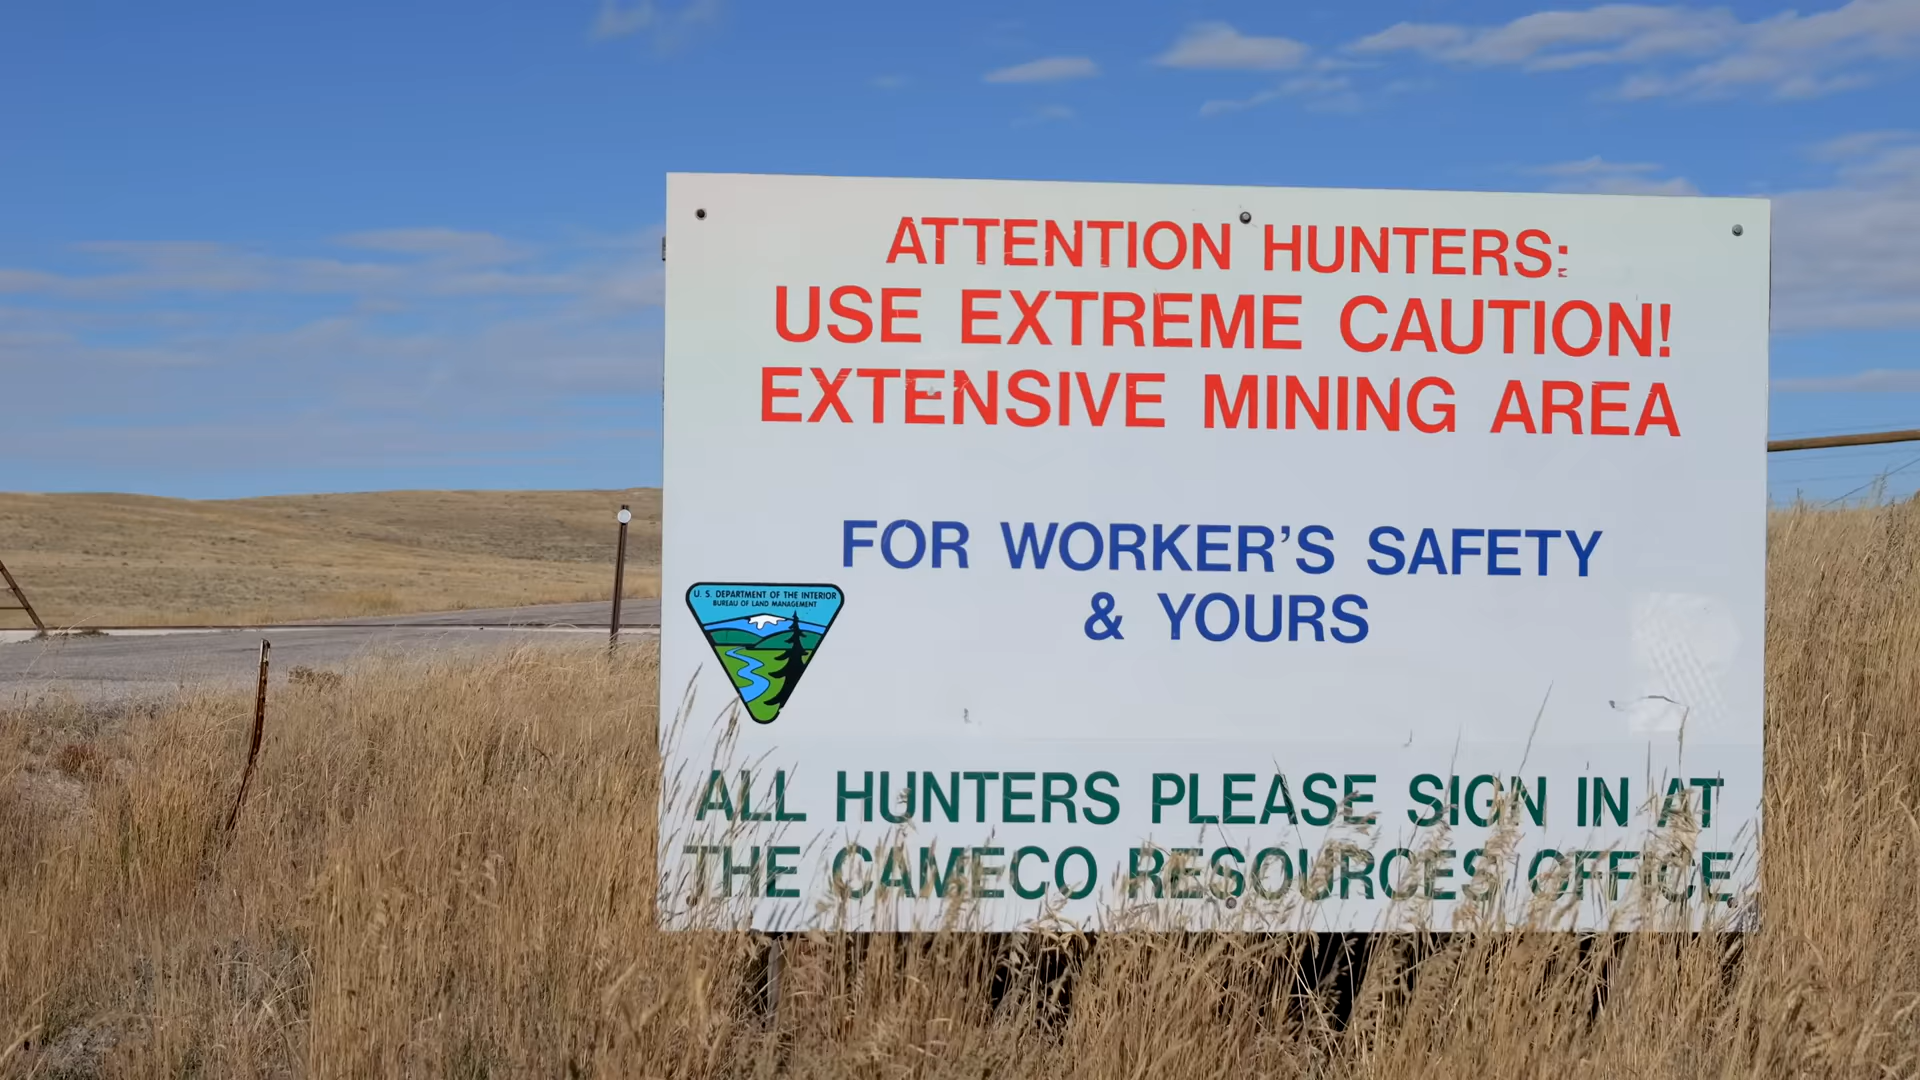 ATTENTION HUNTERS:
USE EXTREME CAUTION!
EXTENSIVE MINING AREA
FOR WORKER'S SAFETY
& YOURS
U. S. DEPARTMENT OF THE INTERIOR
BUREAU OF LAND MANAGEMENT
ALL HUNTERS PLEASE SIGN IN AT
THE CAMECO RESOURCES OFFICE